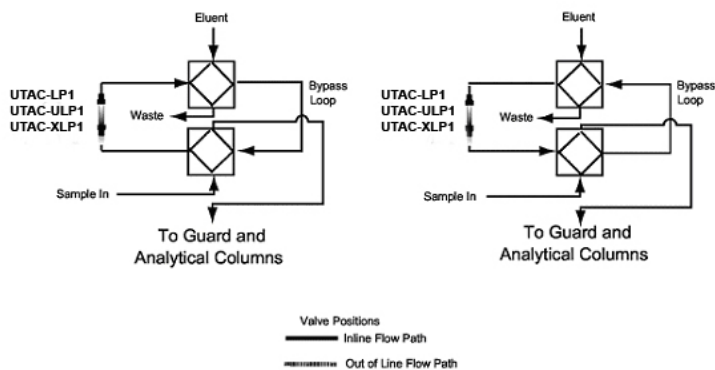 Eluent
UTAC-LP1
UTAC-ULP1
UTAC-XLP1
Bypass
Loop
Waste
Sample In
To Guard and
Analytical Columns
Eluent
UTAC-LP1
UTAC-ULP1
UTAC-XLP1
Bypass
Loop
Waste
Sample In
To Guard and
Analytical Columns
Valve Positions
Inline Flow Path
Out of Line Flow Path